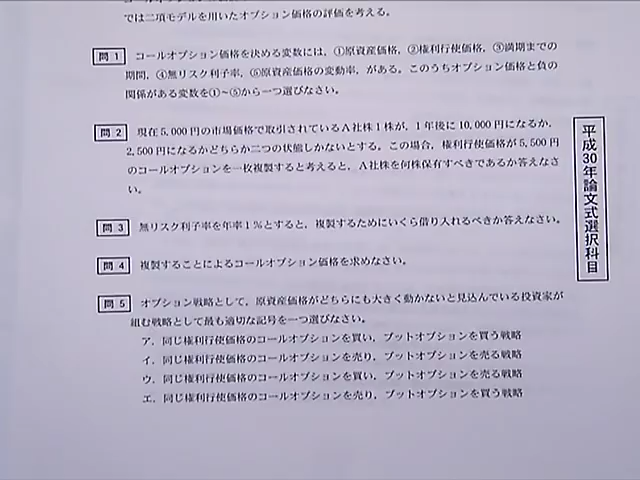 では二項モデルを用いたオプション価格の評価を考える。
問 1 コールオプション価格を決める変数には、①原資産価格、②権利行使価格、③満期までの
期間、④無リスク利子率、⑤原資産価格の変動率、がある。このうちオプション価格と負の
関係がある変数を①～⑤から一つ選びなさい。
問 2 現在5,000円の市場価格で取引されているA社株1株が、1年後に10,000円になるか、
2,500円になるかどちらか二つの状態しかないとする。この場合、権利行使価格が5,500円
のコールオプションを一枚複製すると考えると、A社株を何株保有すべきであるか答えなさ
い。
問 3 無リスク利子率を年率1%とすると、複製するためにいくら借り入れるべきか答えなさい。
問 4 複製することによるコールオプション価格を求めなさい。
問 5 オプション戦略として、原資産価格がどちらにも大きく動かないと見込んでいる投資家が
組む戦略として最も適切な記号を一つ選びなさい。
ア．同じ権利行使価格のコールオプションを買い、プットオプションを買う戦略
イ．同じ権利行使価格のコールオプションを売り、プットオプションを売る戦略
ウ．同じ権利行使価格のコールオプションを買い、プットオプションを売る戦略
エ．同じ権利行使価格のコールオプションを売り、プットオプションを買う戦略
平成30年論文式選択科目